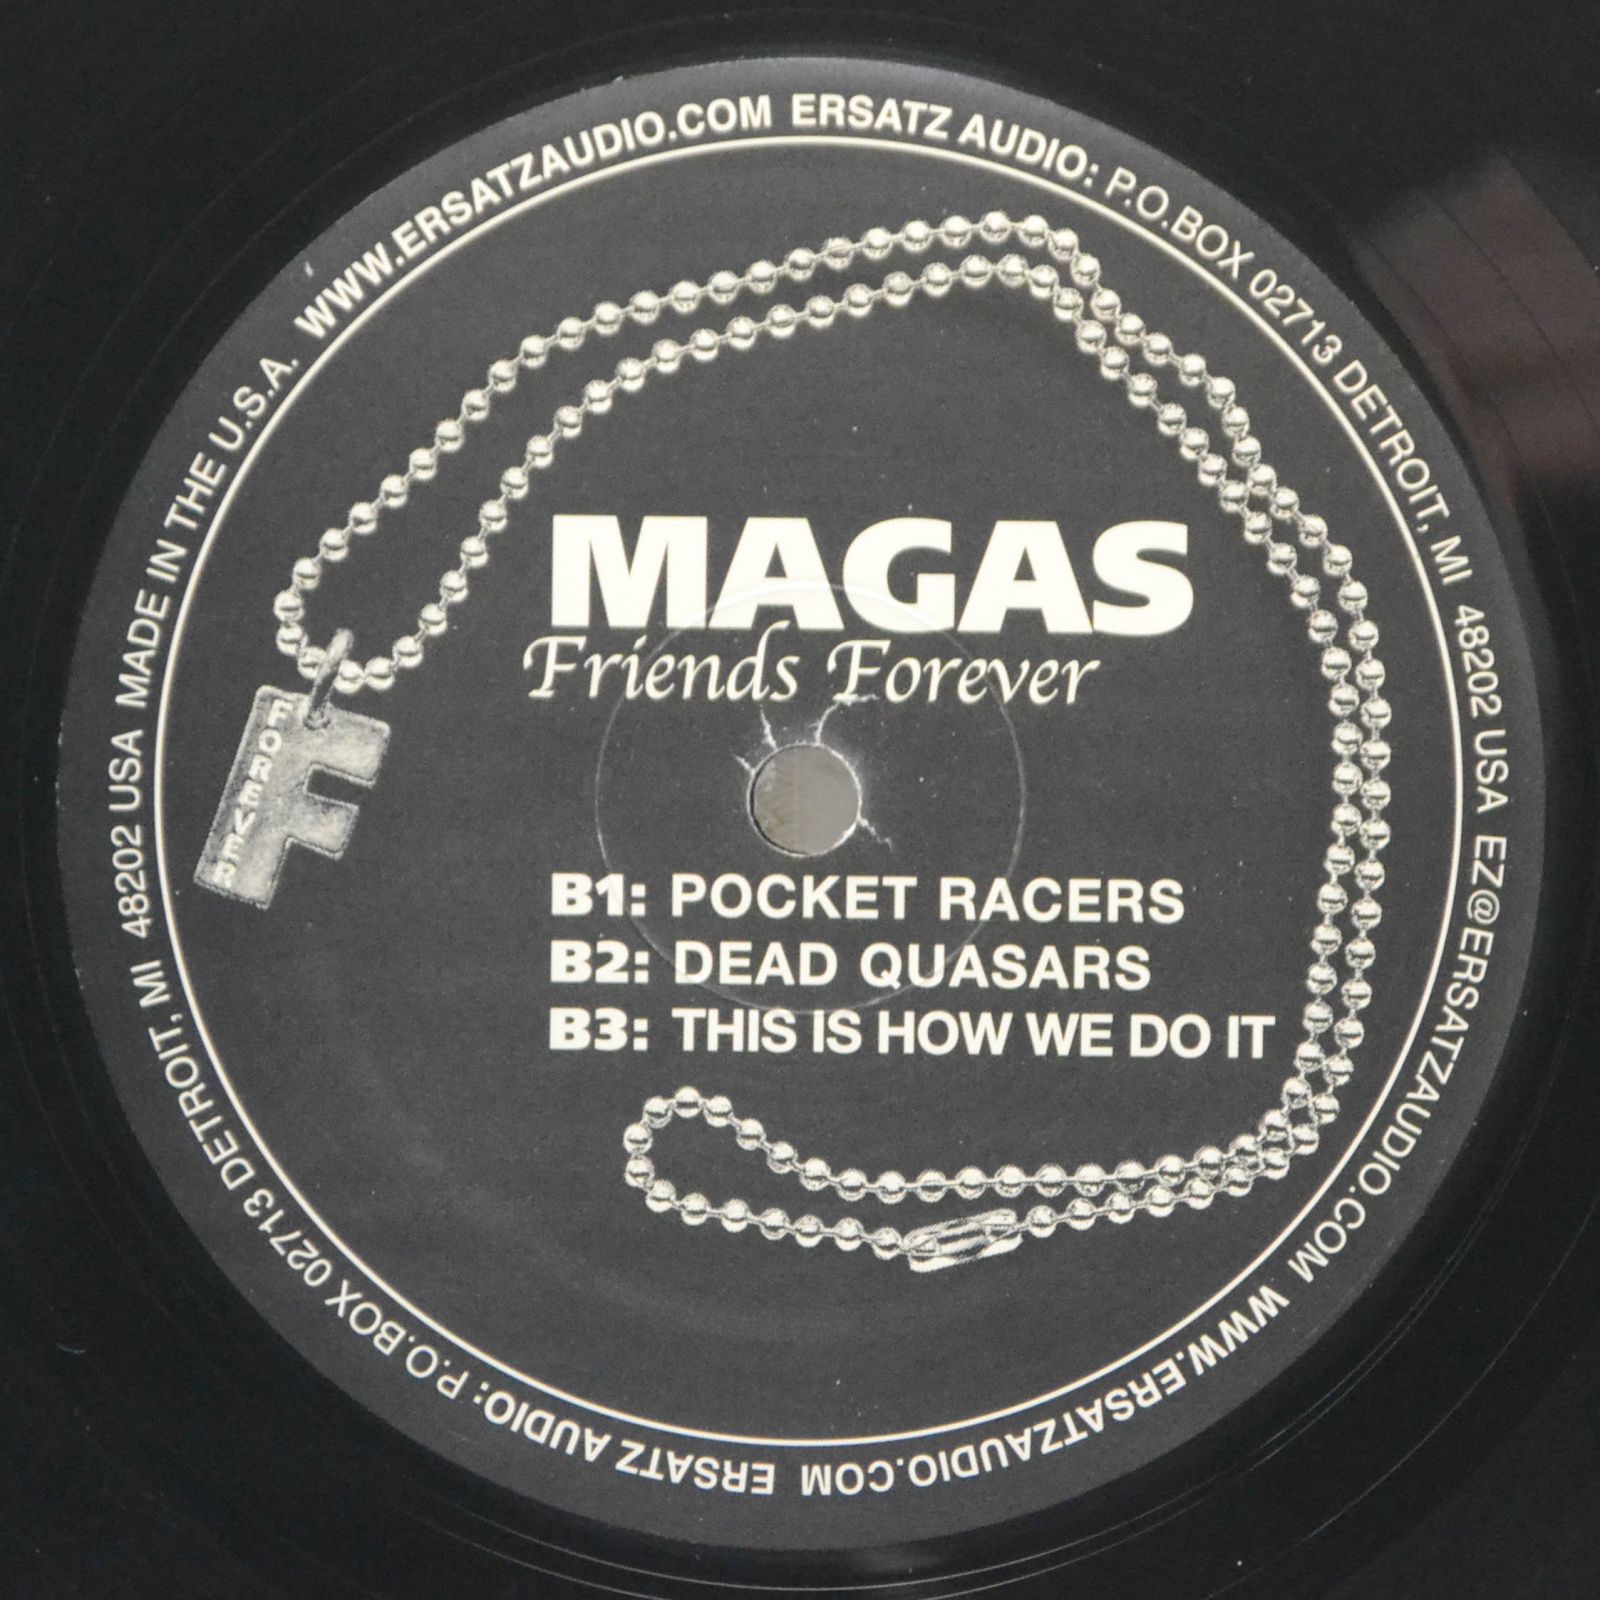 MAGAS
Friends Forever
B1: POCKET RACERS
B2: DEAD QUASARS
B3: THIS IS HOW WE DO IT
FOREVER
F
WWW.ERSATZAUDIO.COM ERSATZ AUDIO: P.O.BOX 02713 DETROIT, MI 48202 USA EZ@ERSATZAUDIO.COM WWW.ERSATZAUDIO.COM ERSATZ AUDIO: P.O.BOX 02713 DETROIT, MI 48202 USA MADE IN THE U.S.A.